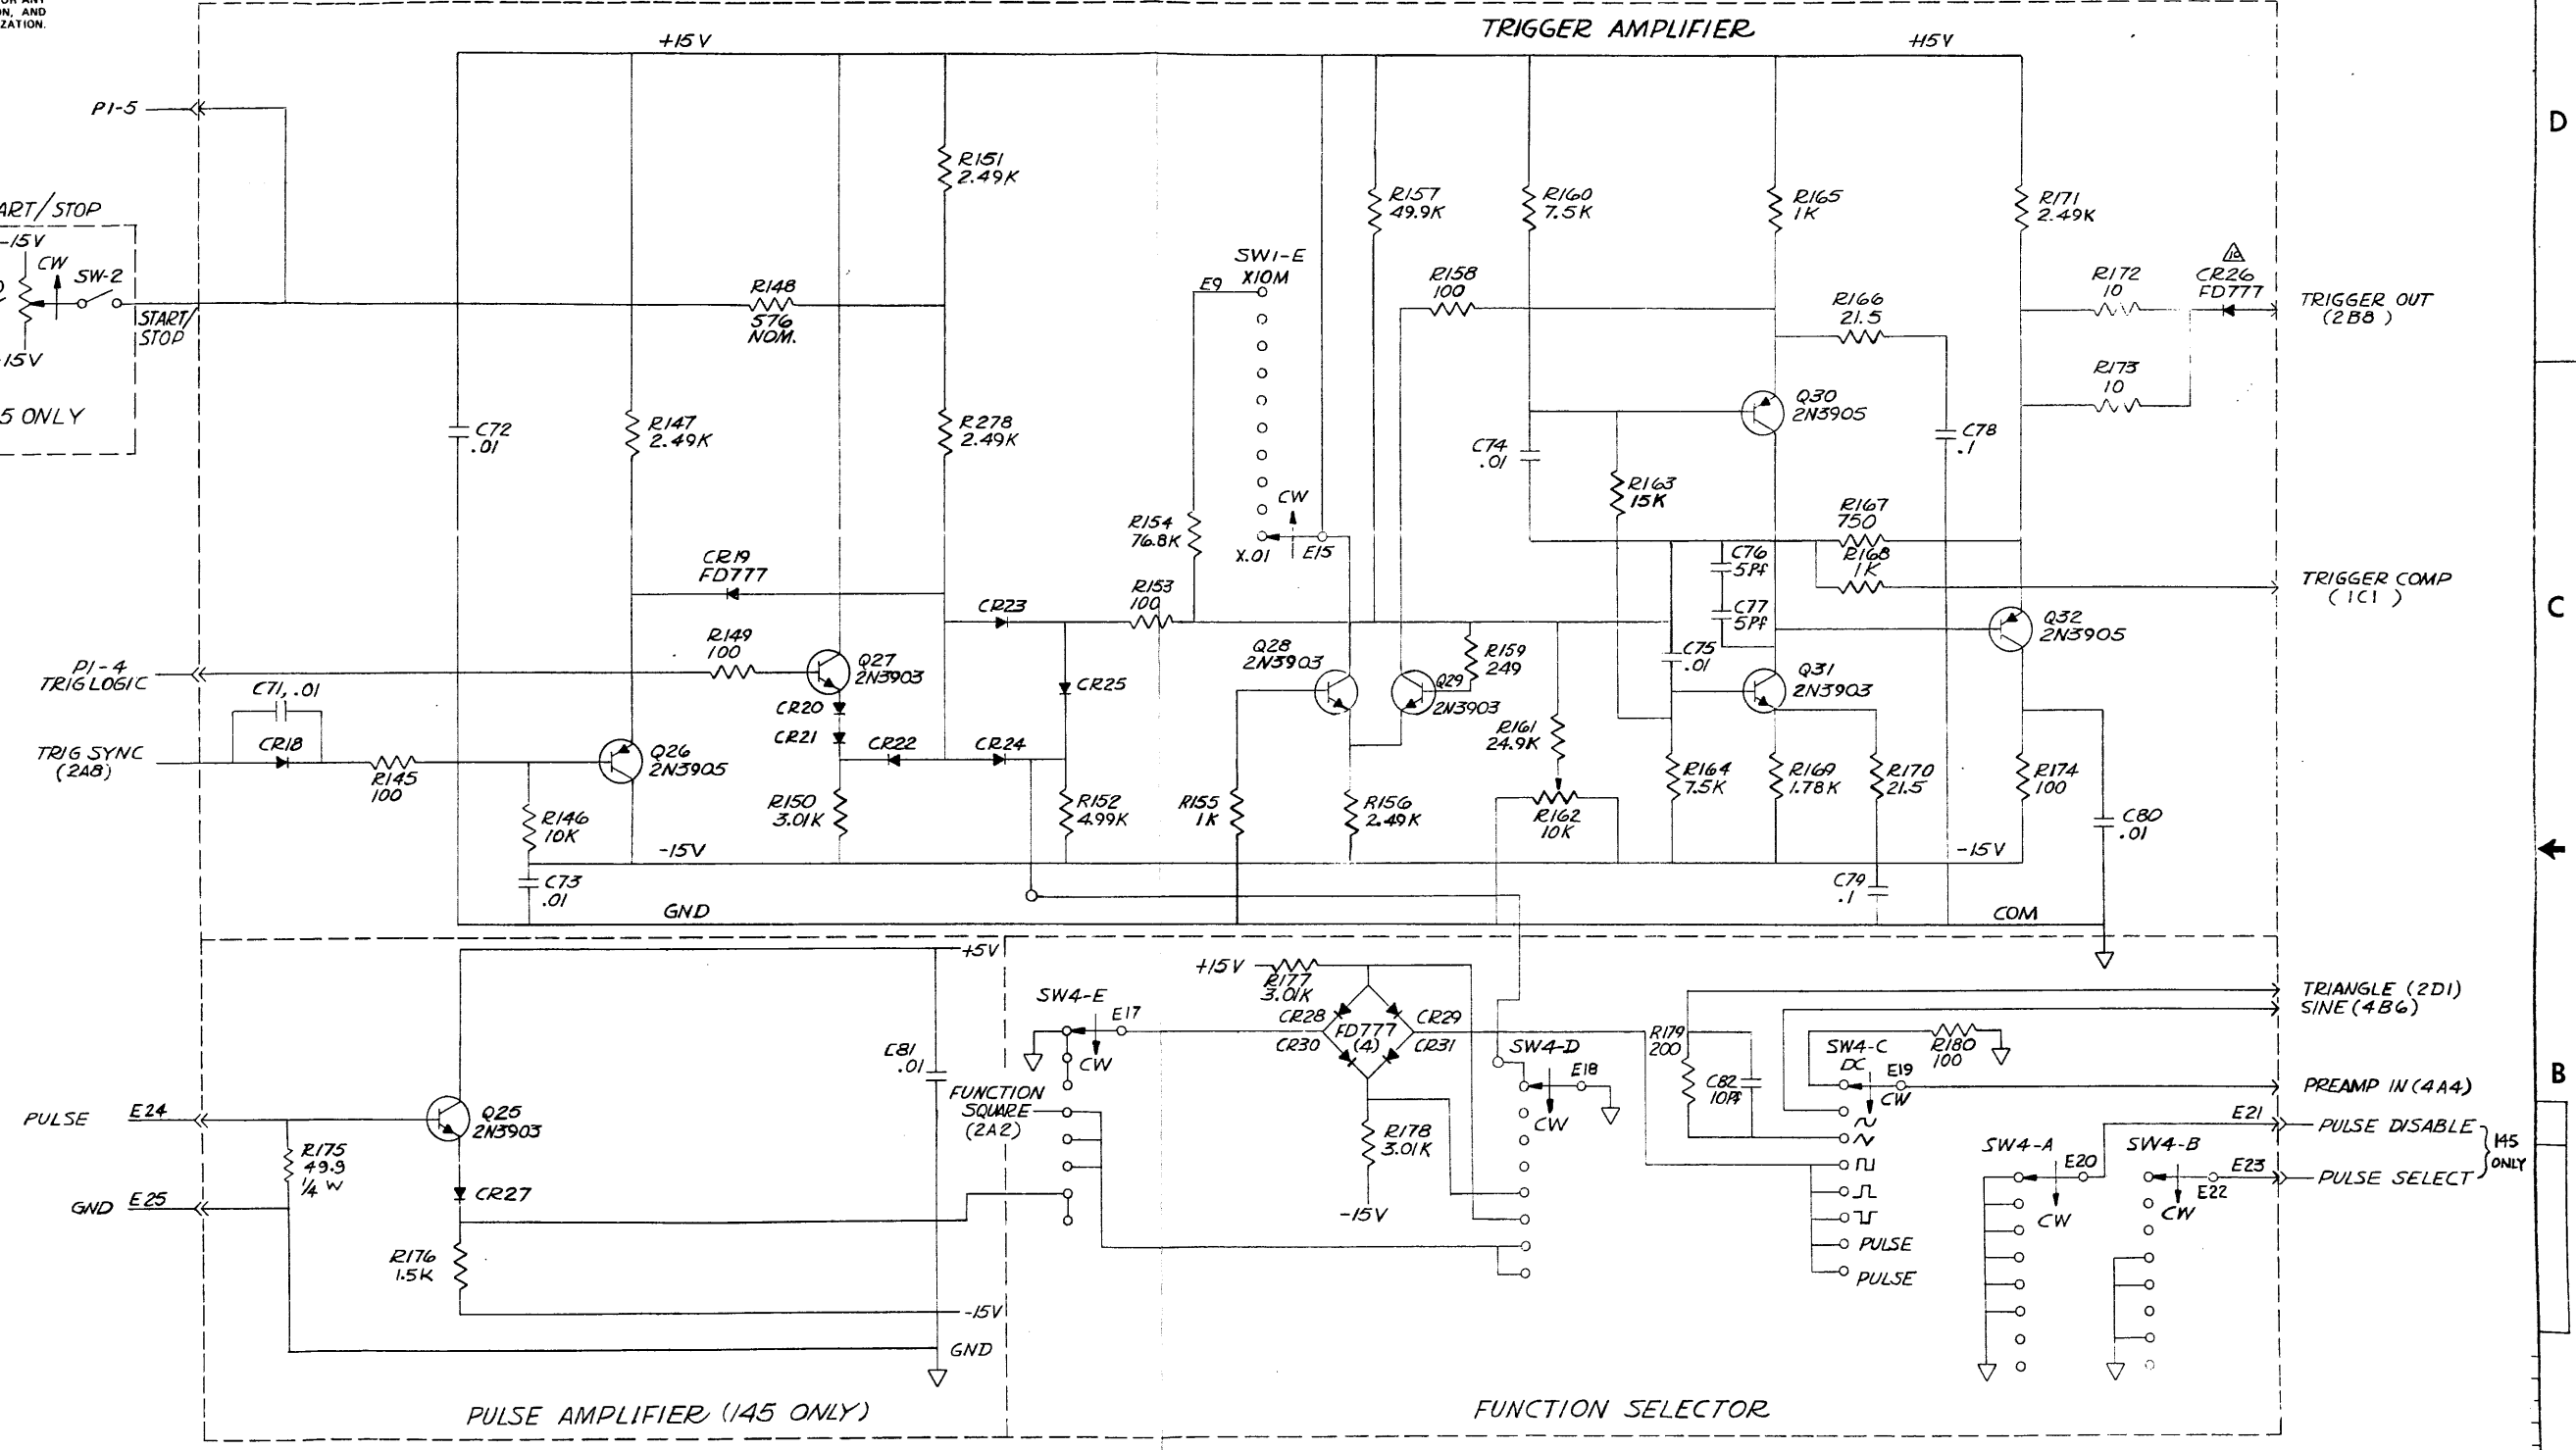 OR ANY
ON, AND
ZATION.
TRIGGER AMPLIFIER
+15V
+15V
P1-5
D
R151
2.49K
R157
49.9K
R160
7.5K
R165
1K
R171
2.49K
ART/STOP
-15V
CW
SW-2
START/
STOP
-15V
5 ONLY
R148
576
NOM.
SW1-E
X10M
E9
R158
100
R166
21.5
R172
10
CR26
FD777
TRIGGER OUT
(2B8)
R173
10
C72
.01
R147
2.49K
R278
2.49K
Q30
2N3905
C74
.01
C78
.1
R163
15K
CW
R154
76.8K
X.01
E15
R167
750
R168
1K
C76
5Pf
C77
5Pf
CR19
FD777
R153
100
CR23
TRIGGER COMP
(1C1)
C
Q32
2N3905
P1-4
TRIG LOGIC
R149
100
Q27
2N3903
Q28
2N3903
R159
249
C75
.01
Q31
2N3903
C71, .01
CR25
Q29
2N3903
CR20
CR21
CR22
CR24
CR18
TRIG SYNC
(2A8)
R145
100
Q26
2N3905
R161
24.9K
R146
10K
R150
3.01K
R152
4.99K
R155
1K
R156
2.49K
R162
10K
R164
7.5K
R169
1.78K
R170
21.5
R174
100
C80
.01
-15V
-15V
C73
.01
C79
.1
GND
COM
+5V
+15V
R177
3.01K
SW4-E
E17
CR28
CR29
FD777
(4)
CR30
CR31
CW
C81
.01
FUNCTION
SQUARE
(2A2)
SW4-D
E18
CW
R179
200
C82
10Pf
SW4-C
DC
E19
CW
R180
100
TRIANGLE (2D1)
SINE (4B6)
PREAMP IN (4A4)
B
PULSE
E24
Q25
2N3903
R175
49.9
1/4 W
R178
3.01K
-15V
SW4-A
E20
CW
SW4-B
E22
CW
E21
PULSE DISABLE
E23
PULSE SELECT
145
ONLY
GND
E25
CR27
R176
1.5K
PULSE
PULSE
-15V
GND
PULSE AMPLIFIER (145 ONLY)
FUNCTION SELECTOR